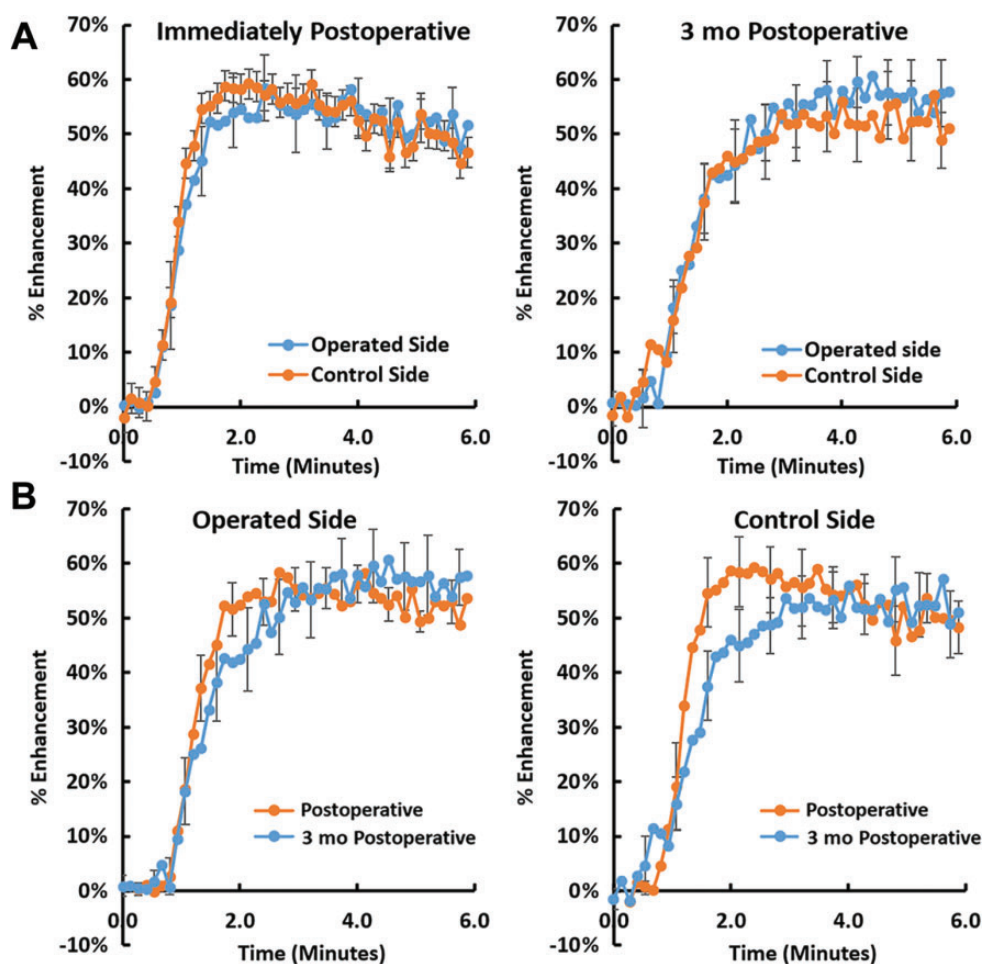 A
Immediately Postoperative
70%
60%
50%
40%
30%
20%
10%
0%
-10%
% Enhancement
Operated Side
Control Side
0.0
2.0
4.0
6.0
Time (Minutes)
3 mo Postoperative
70%
60%
50%
40%
30%
20%
10%
0%
-10%
% Enhancement
Operated side
Control Side
0.0
2.0
4.0
6.0
Time (Minutes)
B
Operated Side
70%
60%
50%
40%
30%
20%
10%
0%
-10%
% Enhancement
Postoperative
3 mo Postoperative
0.0
2.0
4.0
6.0
Time (Minutes)
Control Side
70%
60%
50%
40%
30%
20%
10%
0%
-10%
% Enhancement
Postoperative
3 mo Postoperative
0.0
2.0
4.0
6.0
Time (Minutes)